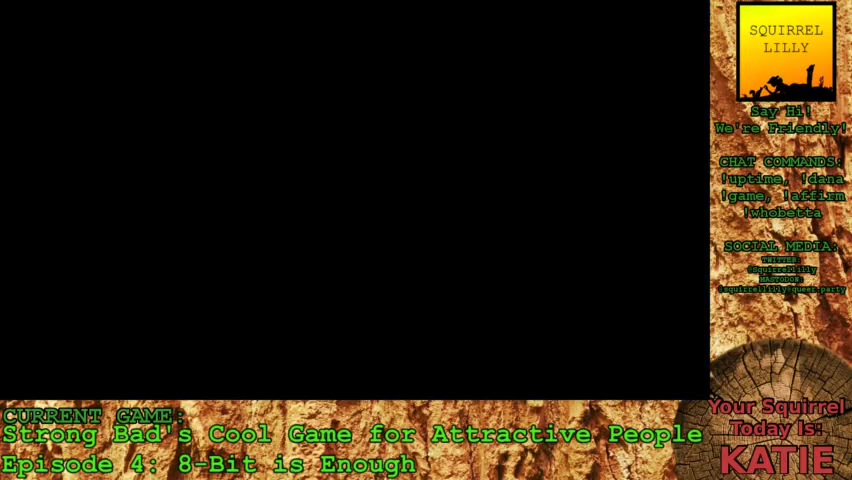 SQUIRREL
LILLY
Say Hi!
We're Friendly!
CHAT COMMANDS:
!uptime, !dana
!game, !affirm
!whobetta
SOCIAL MEDIA:
TWITTER:
@Squirrellilly
MASTODON:
@squirrellilly@queer.party
CURRENT GAME:
Strong Bad's Cool Game for Attractive People
Episode 4: 8-Bit is Enough
Your Squirrel
Today Is:
KATIE